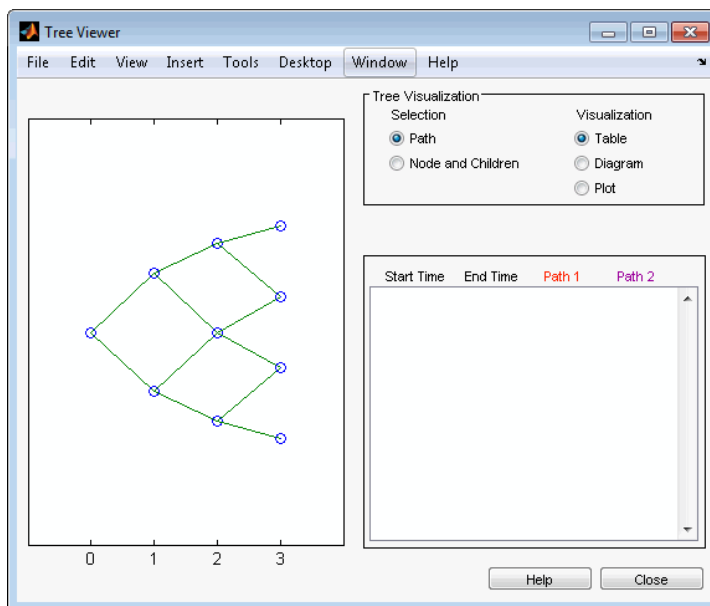 Tree Viewer
File Edit View Insert Tools Desktop Window Help
Tree Visualization
Selection Visualization
Path Table
Node and Children Diagram
Plot
Start Time End Time Path 1 Path 2
0 1 2 3
Help Close